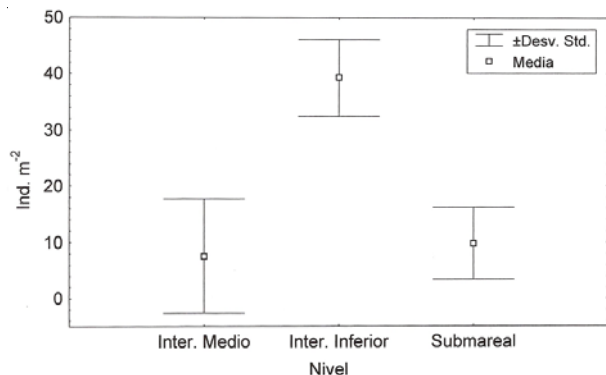 50
40
30
20
10
0
Ind. m⁻²
±Desv. Std.
Media
Inter. Medio Inter. Inferior Submareal
Nivel